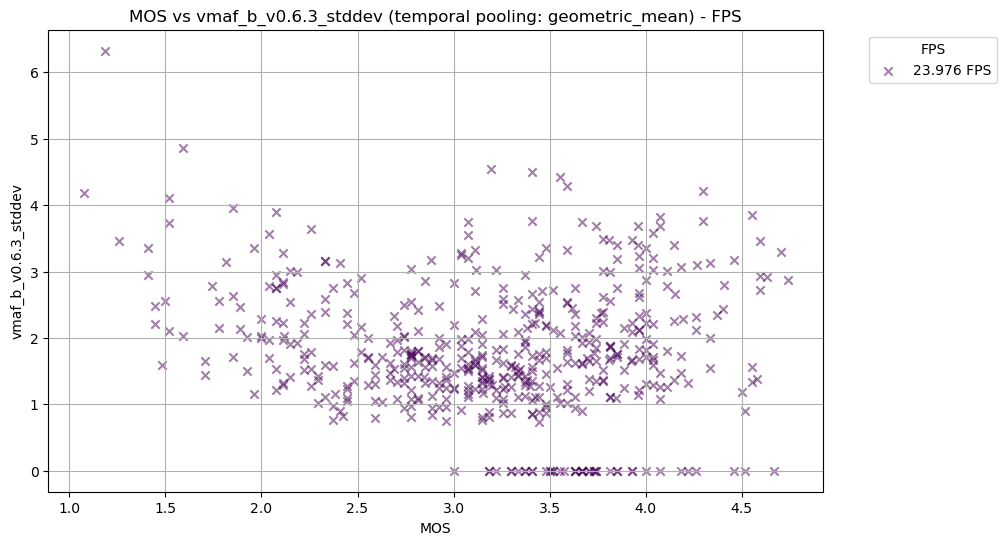 MOS vs vmaf_b_v0.6.3_stddev (temporal pooling: geometric_mean) - FPS
FPS
23.976 FPS
vmaf_b_v0.6.3_stddev
6
5
4
3
2
1
0
1.0 1.5 2.0 2.5 3.0 3.5 4.0 4.5
MOS